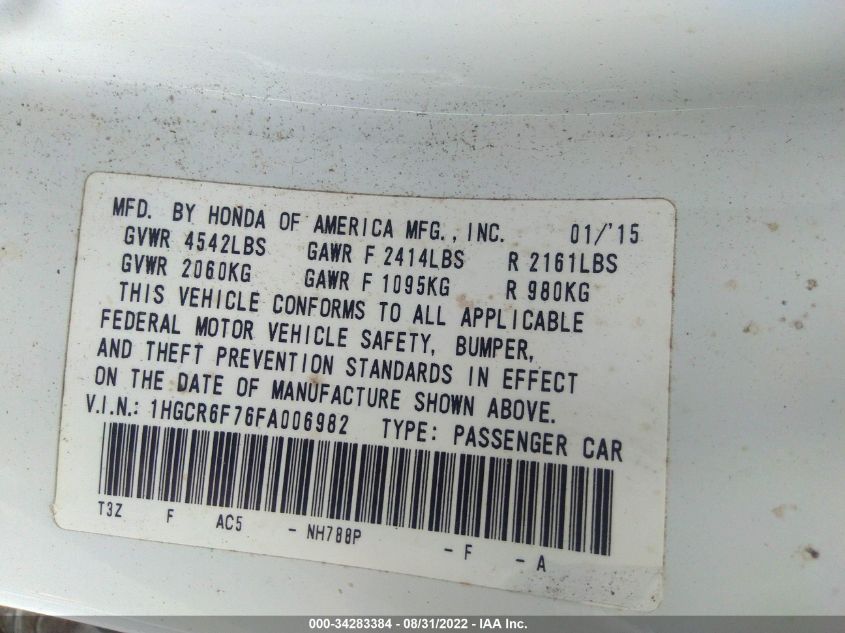 MFD. BY HONDA OF AMERICA MFG., INC. 01/'15
GVWR 4542LBS GAWR F 2414LBS R 2161LBS
GVWR 2060KG GAWR F 1095KG R 980KG
THIS VEHICLE CONFORMS TO ALL APPLICABLE
FEDERAL MOTOR VEHICLE SAFETY, BUMPER,
AND THEFT PREVENTION STANDARDS IN EFFECT
ON THE DATE OF MANUFACTURE SHOWN ABOVE.
V.I.N.: 1HGCR6F76FA006982 TYPE: PASSENGER CAR
T3Z F AC5 - NH788P - F - A
000-34283384 - 08/31/2022 - IAA Inc.